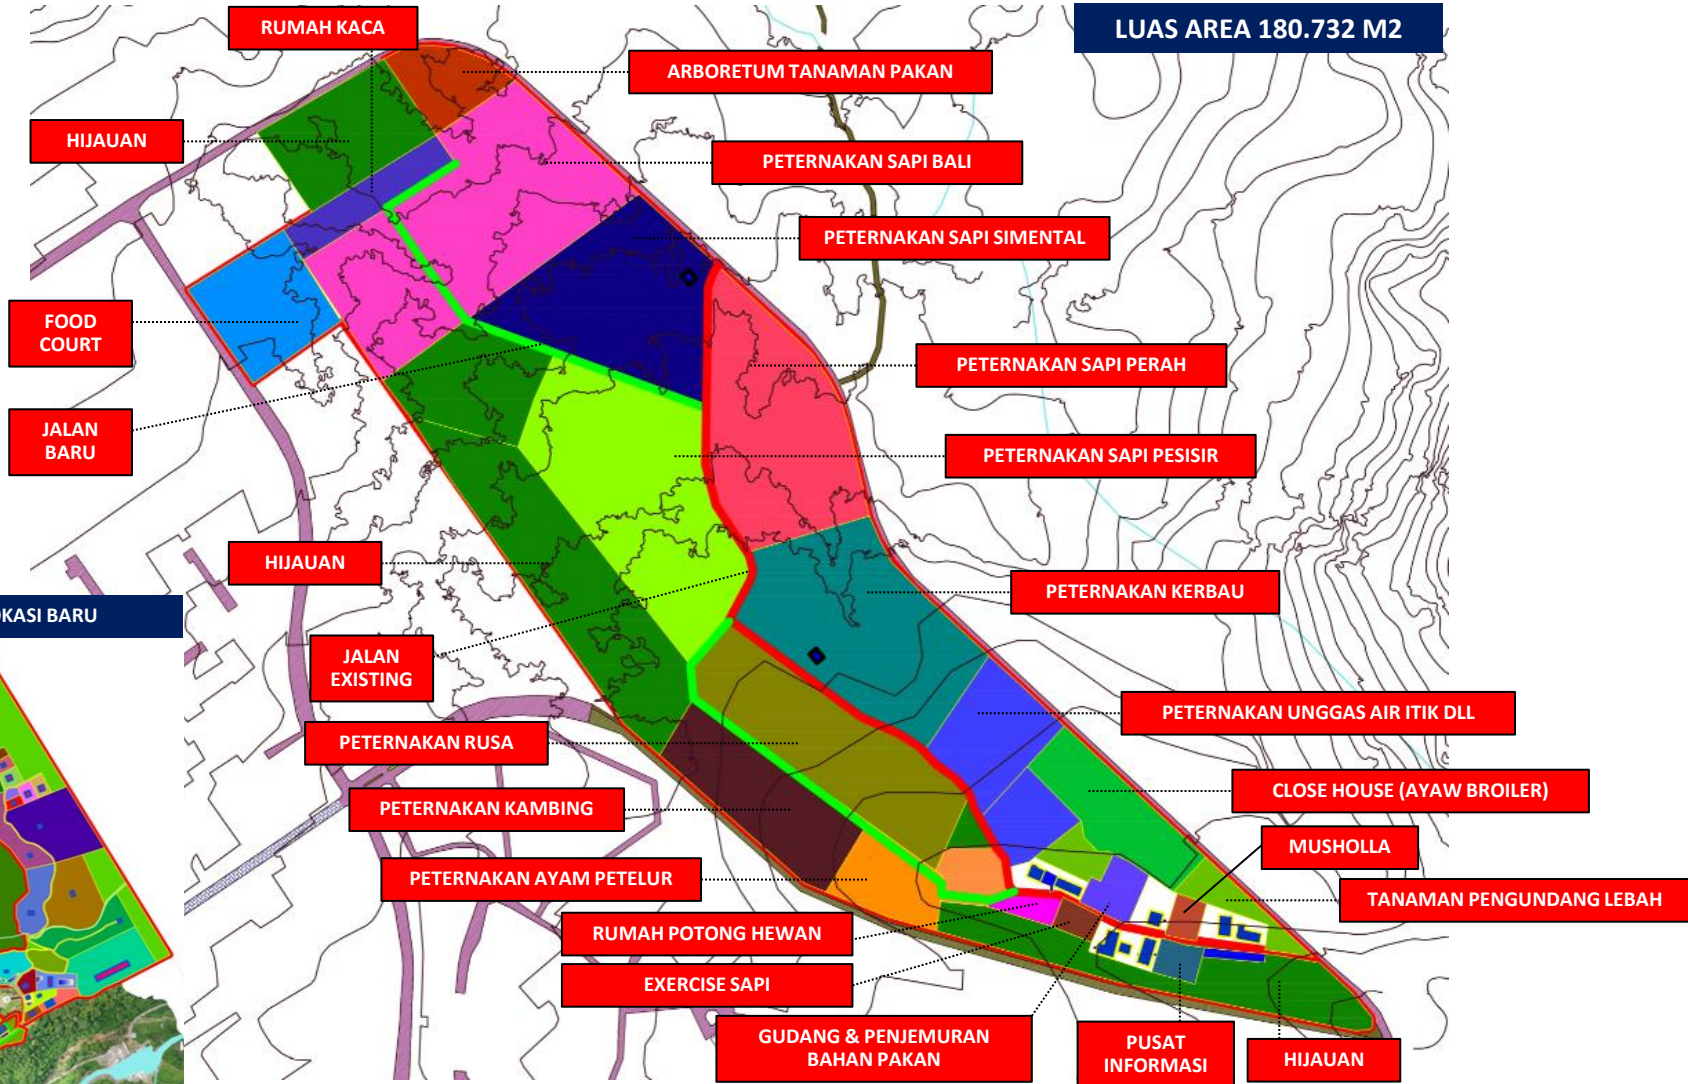 RUMAH KACA
LUAS AREA 180.732 M2
ARBORETUM TANAMAN PAKAN
HIJAUAN
PETERNAKAN SAPI BALI
PETERNAKAN SAPI SIMENTAL
FOOD
COURT
PETERNAKAN SAPI PERAH
JALAN
BARU
PETERNAKAN SAPI PESISIR
HIJAUAN
PETERNAKAN KERBAU
KASI BARU
JALAN
EXISTING
PETERNAKAN UNGGAS AIR ITIK DLL
PETERNAKAN RUSA
CLOSE HOUSE (AYAW BROILER)
PETERNAKAN KAMBING
MUSHOLLA
PETERNAKAN AYAM PETELUR
TANAMAN PENGUNDANG LEBAH
RUMAH POTONG HEWAN
EXERCISE SAPI
GUDANG & PENJEMURAN
BAHAN PAKAN
PUSAT
INFORMASI
HIJAUAN